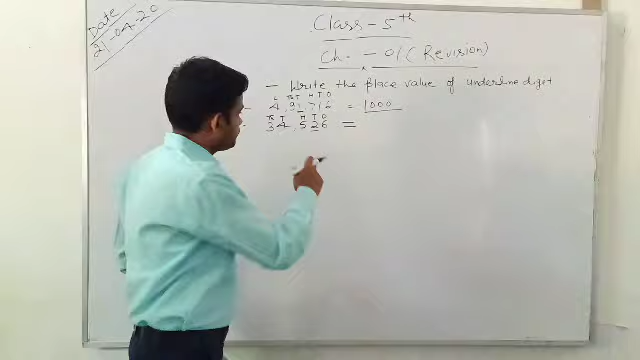 Date
21-04-20
Class - 5th
Ch. - 01 ( Revision )
- Write the place value of underline digit
L Th T H T O
- 4,91,716 = 1000
Th T H T O
- 34,526 =